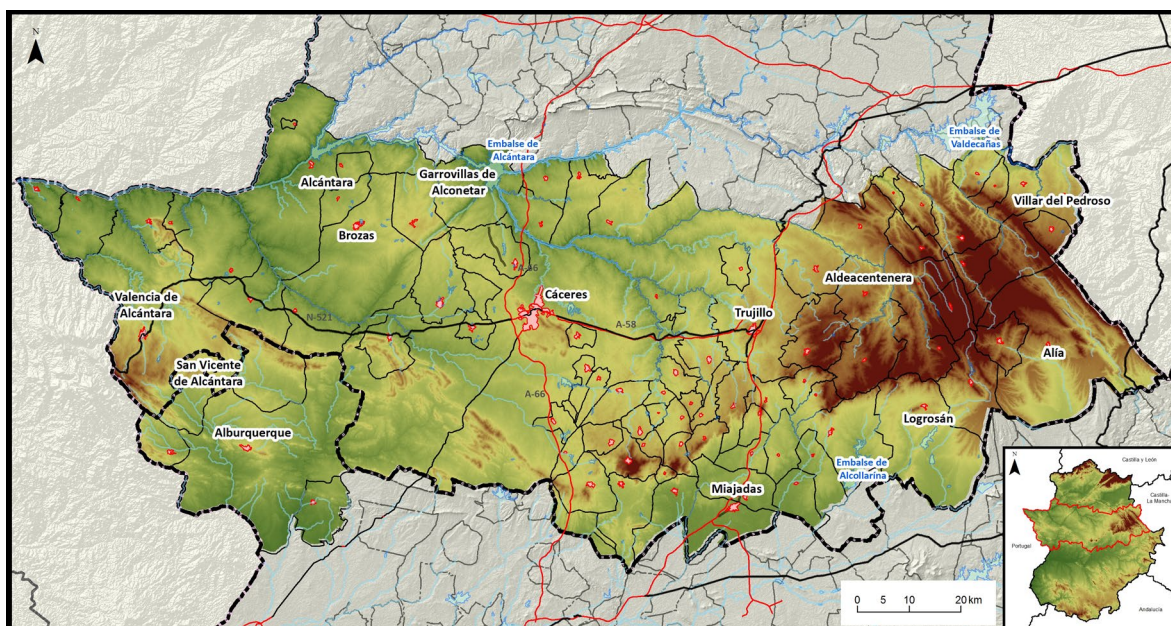 N
Embalse de
Alcántara
Embalse de
Valdecañas
Alcántara
Garrovillas de
Alconetar
Villar del Pedroso
Brozas
A-66
Aldeacentenera
Valencia de
Alcántara
Cáceres
N-521
A-58
Trujillo
San Vicente
de Alcántara
Alía
A-66
Logrosán
Alburquerque
Embalse de
Alcollarina
Miajadas
0 5 10 20 km
N
Castilla y León
Castilla-
La Mancha
Portugal
Andalucía